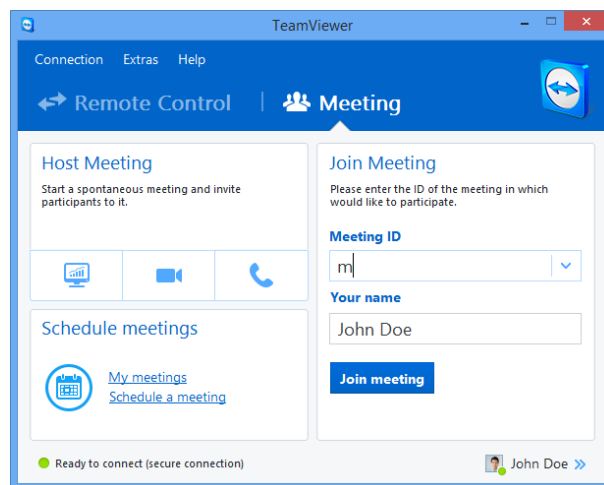 TeamViewer
Connection Extras Help
Remote Control | Meeting
Host Meeting
Start a spontaneous meeting and invite
participants to it.
Schedule meetings
My meetings
Schedule a meeting
Join Meeting
Please enter the ID of the meeting in which
would like to participate.
Meeting ID
m
Your name
John Doe
Join meeting
Ready to connect (secure connection)
John Doe